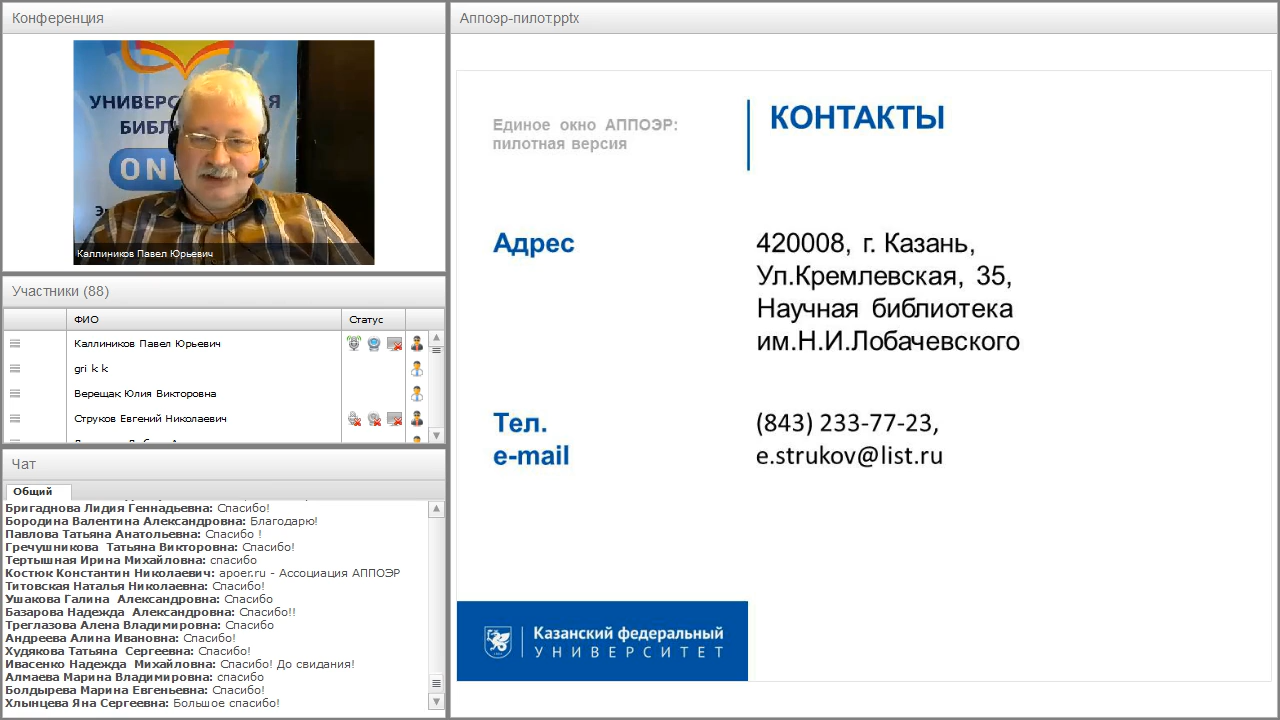 Конференция
УНИВЕРС
АЯ
БИБЛ
ON
Каллиников Павел Юрьевич
Участники (88)
ФИО Статус
Каллиников Павел Юрьевич
gri k k
Верещак Юлия Викторовна
Струков Евгений Николаевич
Чат
Общий
Бригаднова Лидия Геннадьевна: Спасибо!
Бородина Валентина Александровна: Благодарю!
Павлова Татьяна Анатольевна: Спасибо !
Гречушникова Татьяна Викторовна: Спасибо!
Тертышная Ирина Михайловна: спасибо
Костюк Константин Николаевич: apoer.ru - Ассоциация АППОЭР
Титовская Наталья Николаевна: Спасибо!
Ушакова Галина Александровна: Спасибо
Базарова Надежда Александровна: Спасибо!!
Треглазова Алена Владимировна: Спасибо
Андреева Алина Ивановна: Спасибо!
Худякова Татьяна Сергеевна: Спасибо!
Ивасенко Надежда Михайловна: Спасибо! До свидания!
Алмаева Марина Владимировна: спасибо
Болдырева Марина Евгеньевна: Спасибо!
Хлынцева Яна Сергеевна: Большое спасибо!
Аппоэр-пилот.pptx
Единое окно АППОЭР:
пилотная версия
КОНТАКТЫ
Адрес
420008, г. Казань,
Ул.Кремлевская, 35,
Научная библиотека
им.Н.И.Лобачевского
Тел. (843) 233-77-23,
e-mail e.strukov@list.ru
Казанский федеральный
УНИВЕРСИТЕТ